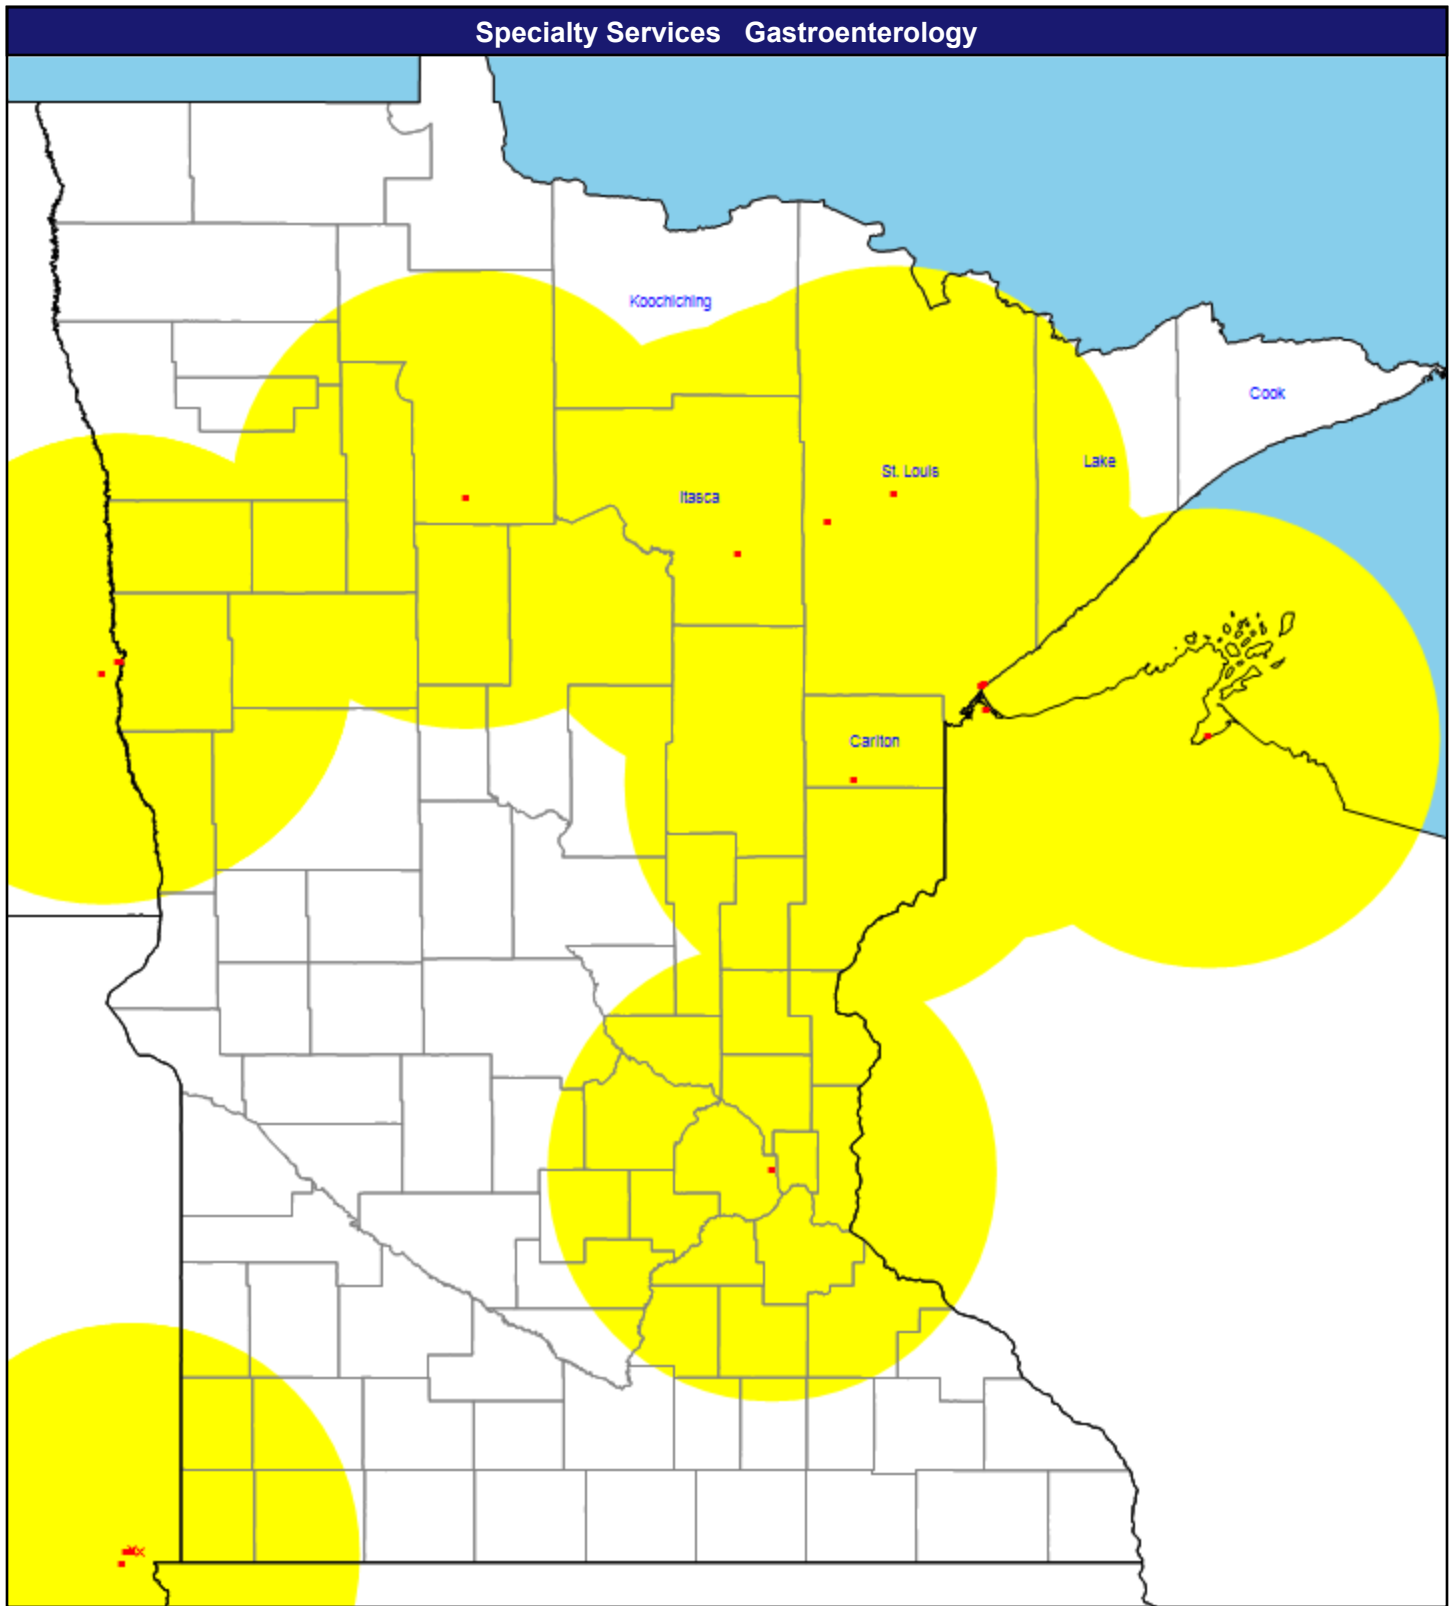 Specialty Services Gastroenterology
Koochiching
Cook
Lake
St. Louis
Itasca
Carlton